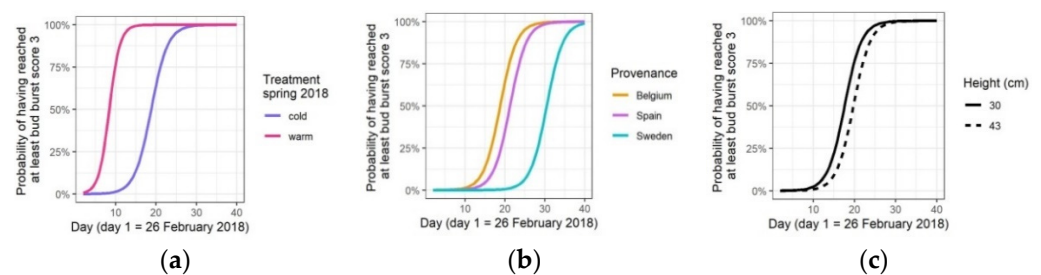 Probability of having reached
at least bud burst score 3
100%
75%
50%
25%
0%
10 20 30 40
Day (day 1 = 26 February 2018)
Treatment
spring 2018
cold
warm
(a)
Probability of having reached
at least bud burst score 3
100%
75%
50%
25%
0%
10 20 30 40
Day (day 1 = 26 February 2018)
Provenance
Belgium
Spain
Sweden
(b)
Probability of having reached
at least bud burst score 3
100%
75%
50%
25%
0%
10 20 30 40
Day (day 1 = 26 February 2018)
Height (cm)
30
43
(c)